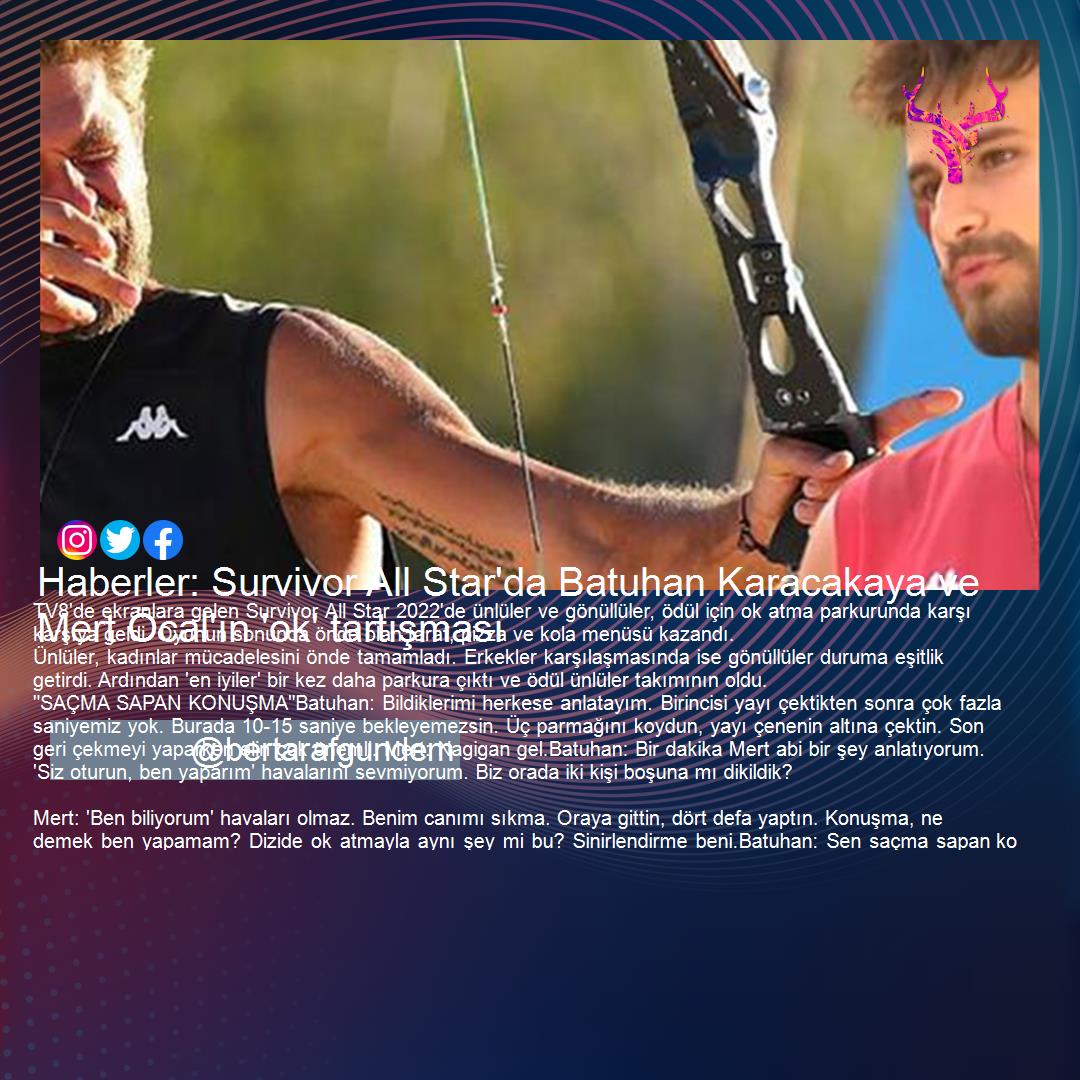 Haberler: Survivor All Star'da Batuhan Karacakaya ve
Mert Öcal'ın 'ok' tartışması
TV8'de ekranlara gelen Survivor All Star 2022'de ünlüler ve gönüllüler, ödül için ok atma parkurunda karşı
karşıya geldi. Oyunun sonunda önde olan taraf, pizza ve kola menüsü kazandı.
Ünlüler, kadınlar mücadelesini önde tamamladı. Erkekler karşılaşmasında ise gönüllüler duruma eşitlik
getirdi. Ardından 'en iyiler' bir kez daha parkura çıktı ve ödül ünlüler takımının oldu.
"SAÇMA SAPAN KONUŞMA"Batuhan: Bildiklerimi herkese anlatayım. Birincisi yayı çektikten sonra çok fazla
saniyemiz yok. Burada 10-15 saniye bekleyemezsin. Üç parmağını koydun, yayı çenenin altına çektin. Son
geri çekmeyi yaparken Mert: Nagigan gel.Batuhan: Bir dakika Mert abi bir şey anlatıyorum.
@bertarafgundem
'Siz oturun, ben yaparım' havalarını sevmiyorum. Biz orada iki kişi boşuna mı dikildik?
Mert: 'Ben biliyorum' havaları olmaz. Benim canımı sıkma. Oraya gittin, dört defa yaptın. Konuşma, ne
demek ben yapamam? Dizide ok atmayla aynı şey mi bu? Sinirlendirme beni.Batuhan: Sen saçma sapan ko